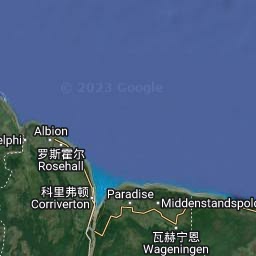 © 2023 Google
elphi
Albion
罗斯霍尔
Rosehall
科里弗顿
Corriverton
Paradise
Middenstandspold
瓦赫宁恩
Wageningen